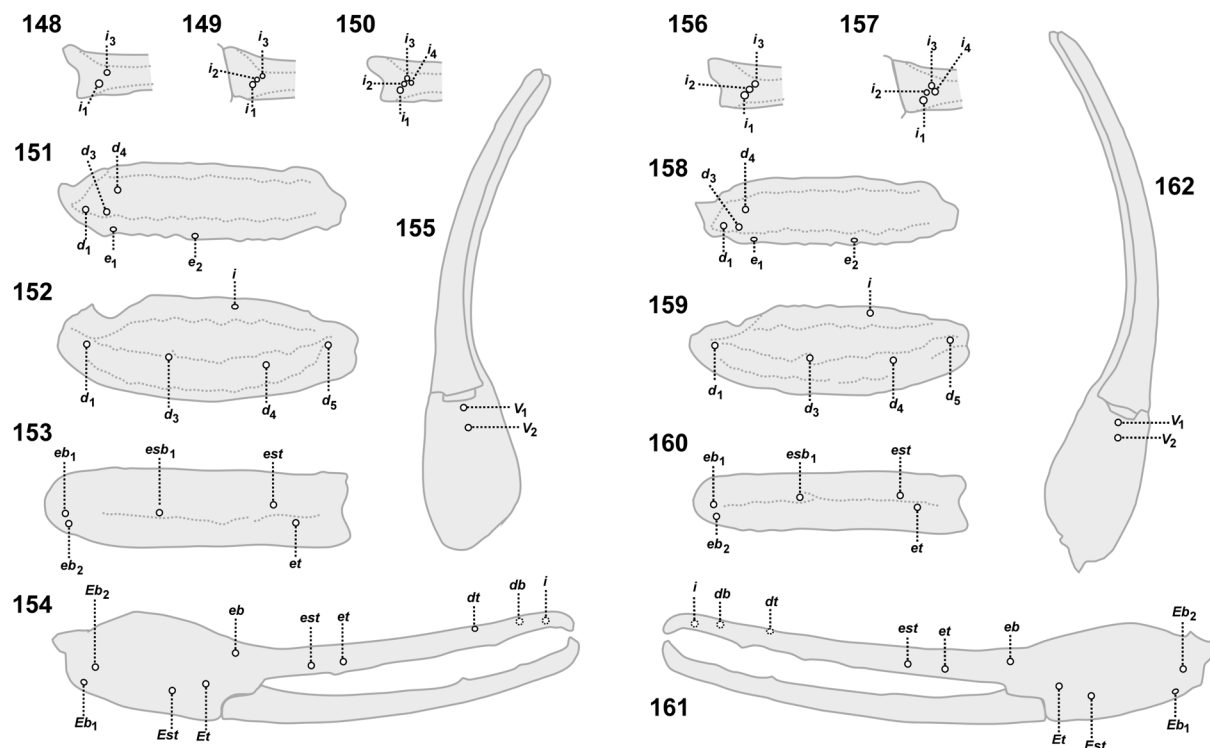 148 149 150 156 157
i3 i3 i3 i4 i3 i3 i4
i2 i2 i2 i2
i1 i1 i1 i1 i1
151 d3 d4
d1 e1 e2
155
158 d3 d4
d1 e1 e2
162
152 i
d1 d3 d4 d5
159 i
d1 d3 d4 d5
V1
V2
V1
V2
153 eb1 esb1 est
eb2 et
160 eb1 esb1 est
eb2 et
154 Eb2 eb est et dt db i
Eb1 Est Et
i db dt est et eb Eb2
161 Et Est Eb1